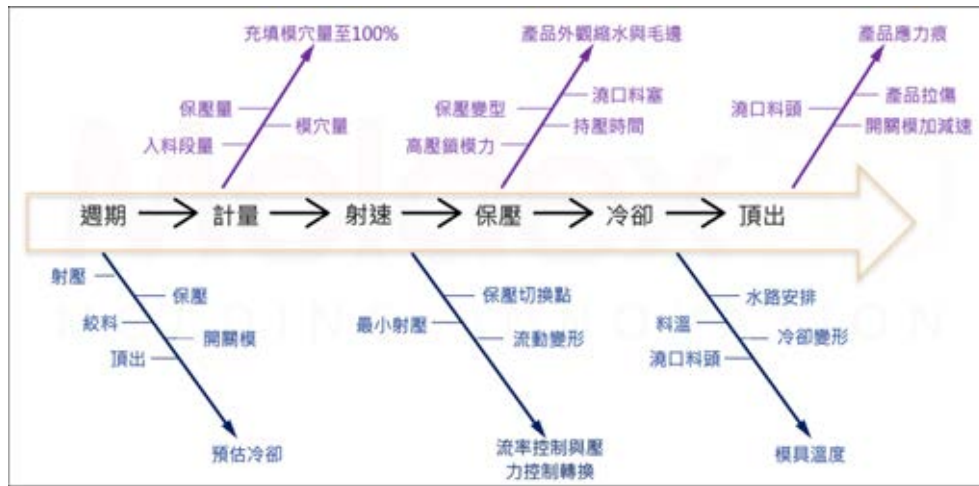 充填模穴量至100%
產品外觀縮水與毛邊
產品應力痕
保壓量
模穴量
入料段量
保壓變型
澆口料塞
持壓時間
高壓鎖模力
澆口料頭
產品拉傷
開關模加減速
週期 計量 射速 保壓 冷卻 頂出
射壓
保壓
絞料
開關模
頂出
保壓切換點
最小射壓
流動變形
水路安排
料溫
冷卻變形
澆口料頭
預估冷卻
流率控制與壓
力控制轉換
模具溫度